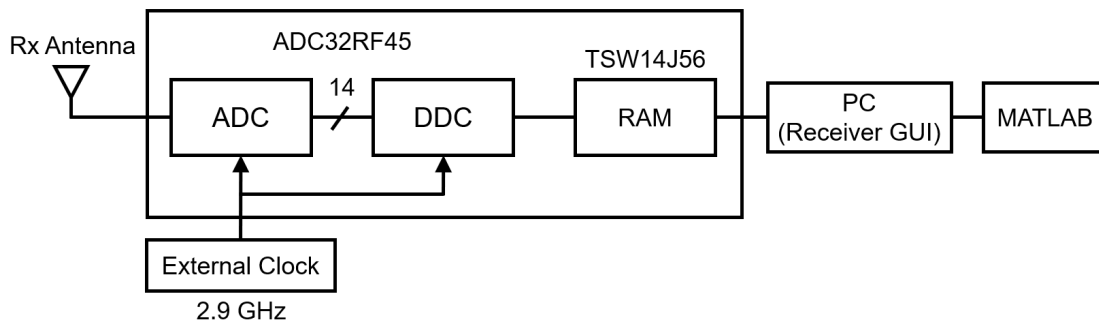 ADC32RF45
Rx Antenna
TSW14J56
14
ADC
DDC
RAM
PC
(Receiver GUI)
MATLAB
External Clock
2.9 GHz